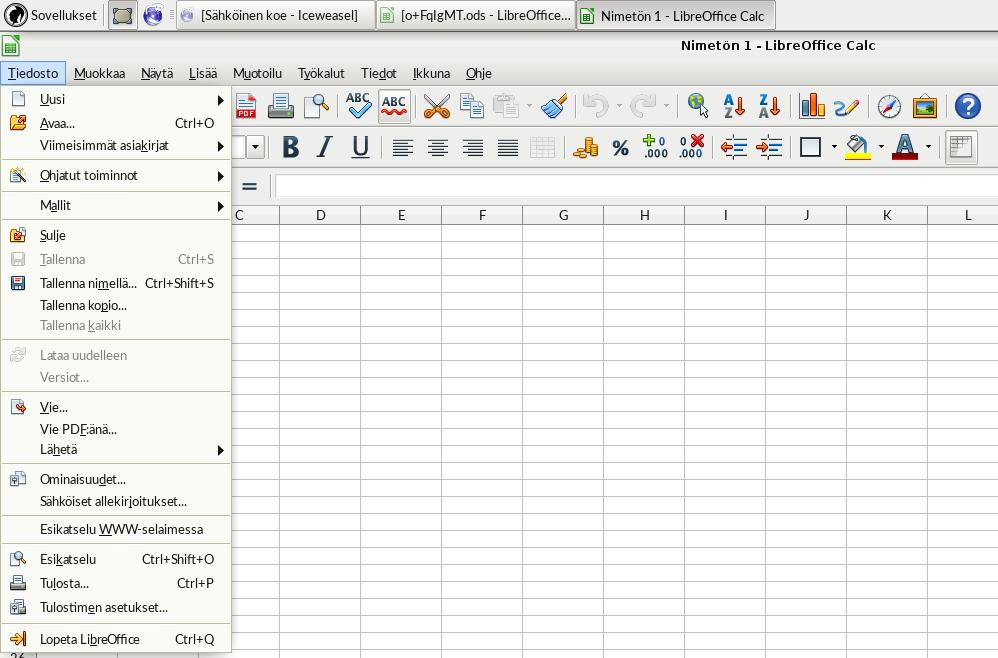 Sovellukset
[Sähköinen koe - Iceweasel]
[o+FqIgMT.ods - LibreOffice...
Nimetön 1 - LibreOffice Calc
Nimetön 1 - LibreOffice Calc
Tiedosto Muokkaa Näytä Lisää Muotoilu Työkalut Tiedot Ikkuna Ohje
Uusi
Avaa... Ctrl+O
Viimeisimmät asiakirjat
Ohjatut toiminnot
Mallit
Sulje
Tallenna Ctrl+S
Tallenna nimellä... Ctrl+Shift+S
Tallenna kopio...
Tallenna kaikki
Lataa uudelleen
Versiot...
Vie...
Vie PDF:änä...
Lähetä
Ominaisuudet...
Sähköiset allekirjoitukset...
Esikatselu WWW-selaimessa
Esikatselu Ctrl+Shift+O
Tulosta... Ctrl+P
Tulostimen asetukset...
Lopeta LibreOffice Ctrl+Q
PDF ABC ABC A Z Z A ?
B I U % .000 .000 A
=
C D E F G H I J K L